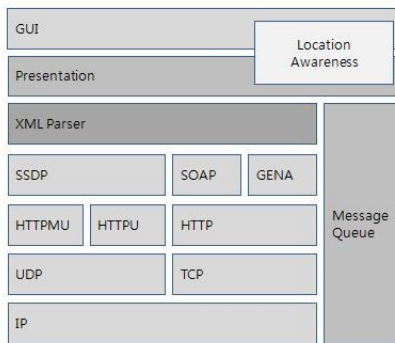 GUI
Location
Awareness
Presentation
XML Parser
SSDP
SOAP
GENA
Message
Queue
HTTPMU
HTTPU
HTTP
UDP
TCP
IP